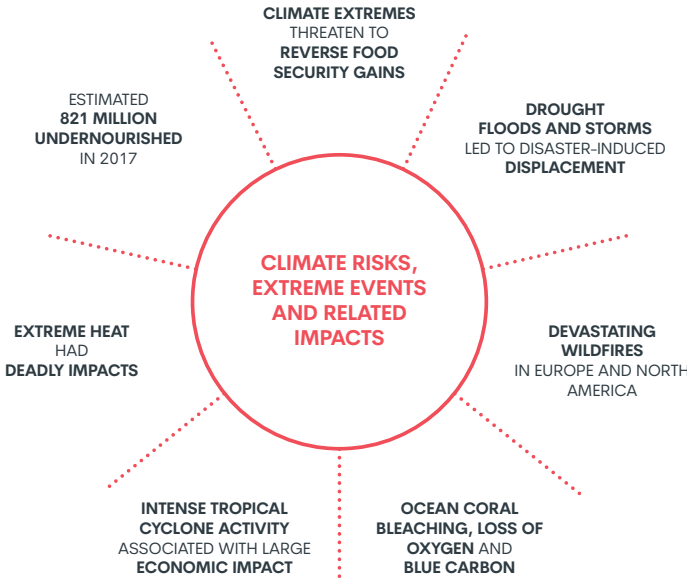 CLIMATE EXTREMES
THREATEN TO
REVERSE FOOD
SECURITY GAINS
ESTIMATED
821 MILLION
UNDERNOURISHED
IN 2017
DROUGHT
FLOODS AND STORMS
LED TO DISASTER-INDUCED
DISPLACEMENT
CLIMATE RISKS,
EXTREME EVENTS
AND RELATED
IMPACTS
EXTREME HEAT
HAD
DEADLY IMPACTS
DEVASTATING
WILDFIRES
IN EUROPE AND NORTH
AMERICA
INTENSE TROPICAL
CYCLONE ACTIVITY
ASSOCIATED WITH LARGE
ECONOMIC IMPACT
OCEAN CORAL
BLEACHING, LOSS OF
OXYGEN AND
BLUE CARBON